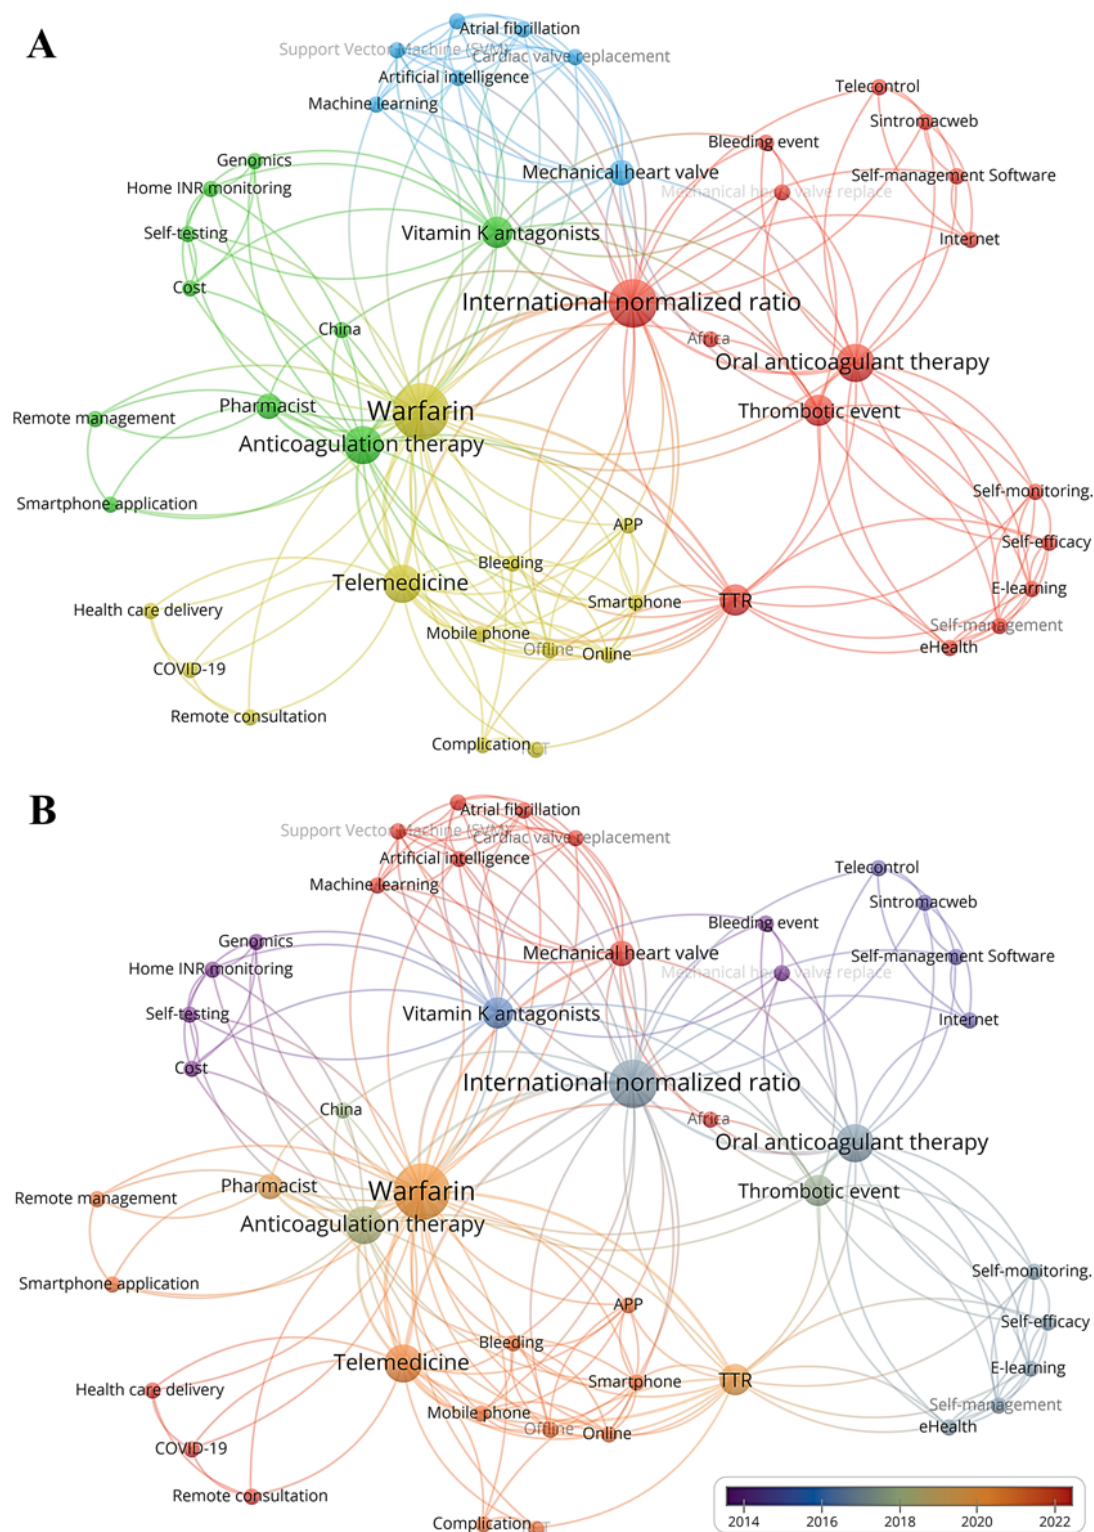 A
Atrial fibrillation
Support Vector Machine (SVM)
Cardiac valve replacement
Artificial intelligence
Telecontrol
Machine learning
Sintromacweb
Bleeding event
Genomics
Mechanical heart valve
Self-management Software
Home INR monitoring
Mechanical heart valve replace
Self-testing
Vitamin K antagonists
Internet
Cost
International normalized ratio
China
Africa
Oral anticoagulant therapy
Pharmacist
Warfarin
Thrombotic event
Remote management
Anticoagulation therapy
Self-monitoring.
Smartphone application
APP
Self-efficacy
Bleeding
Telemedicine
E-learning
Smartphone
TTR
Health care delivery
Self-management
Mobile phone
eHealth
Offline
Online
COVID-19
Remote consultation
Complication
B
Atrial fibrillation
Support Vector Machine (SVM)
Cardiac valve replacement
Artificial intelligence
Telecontrol
Machine learning
Sintromacweb
Bleeding event
Genomics
Mechanical heart valve
Self-management Software
Home INR monitoring
Mechanical heart valve replace
Self-testing
Vitamin K antagonists
Internet
Cost
International normalized ratio
China
Africa
Oral anticoagulant therapy
Pharmacist
Warfarin
Thrombotic event
Remote management
Anticoagulation therapy
Self-monitoring.
Smartphone application
APP
Self-efficacy
Bleeding
Telemedicine
E-learning
Smartphone
TTR
Health care delivery
Self-management
Mobile phone
eHealth
Offline
Online
COVID-19
Remote consultation
Complication
2014 2016 2018 2020 2022